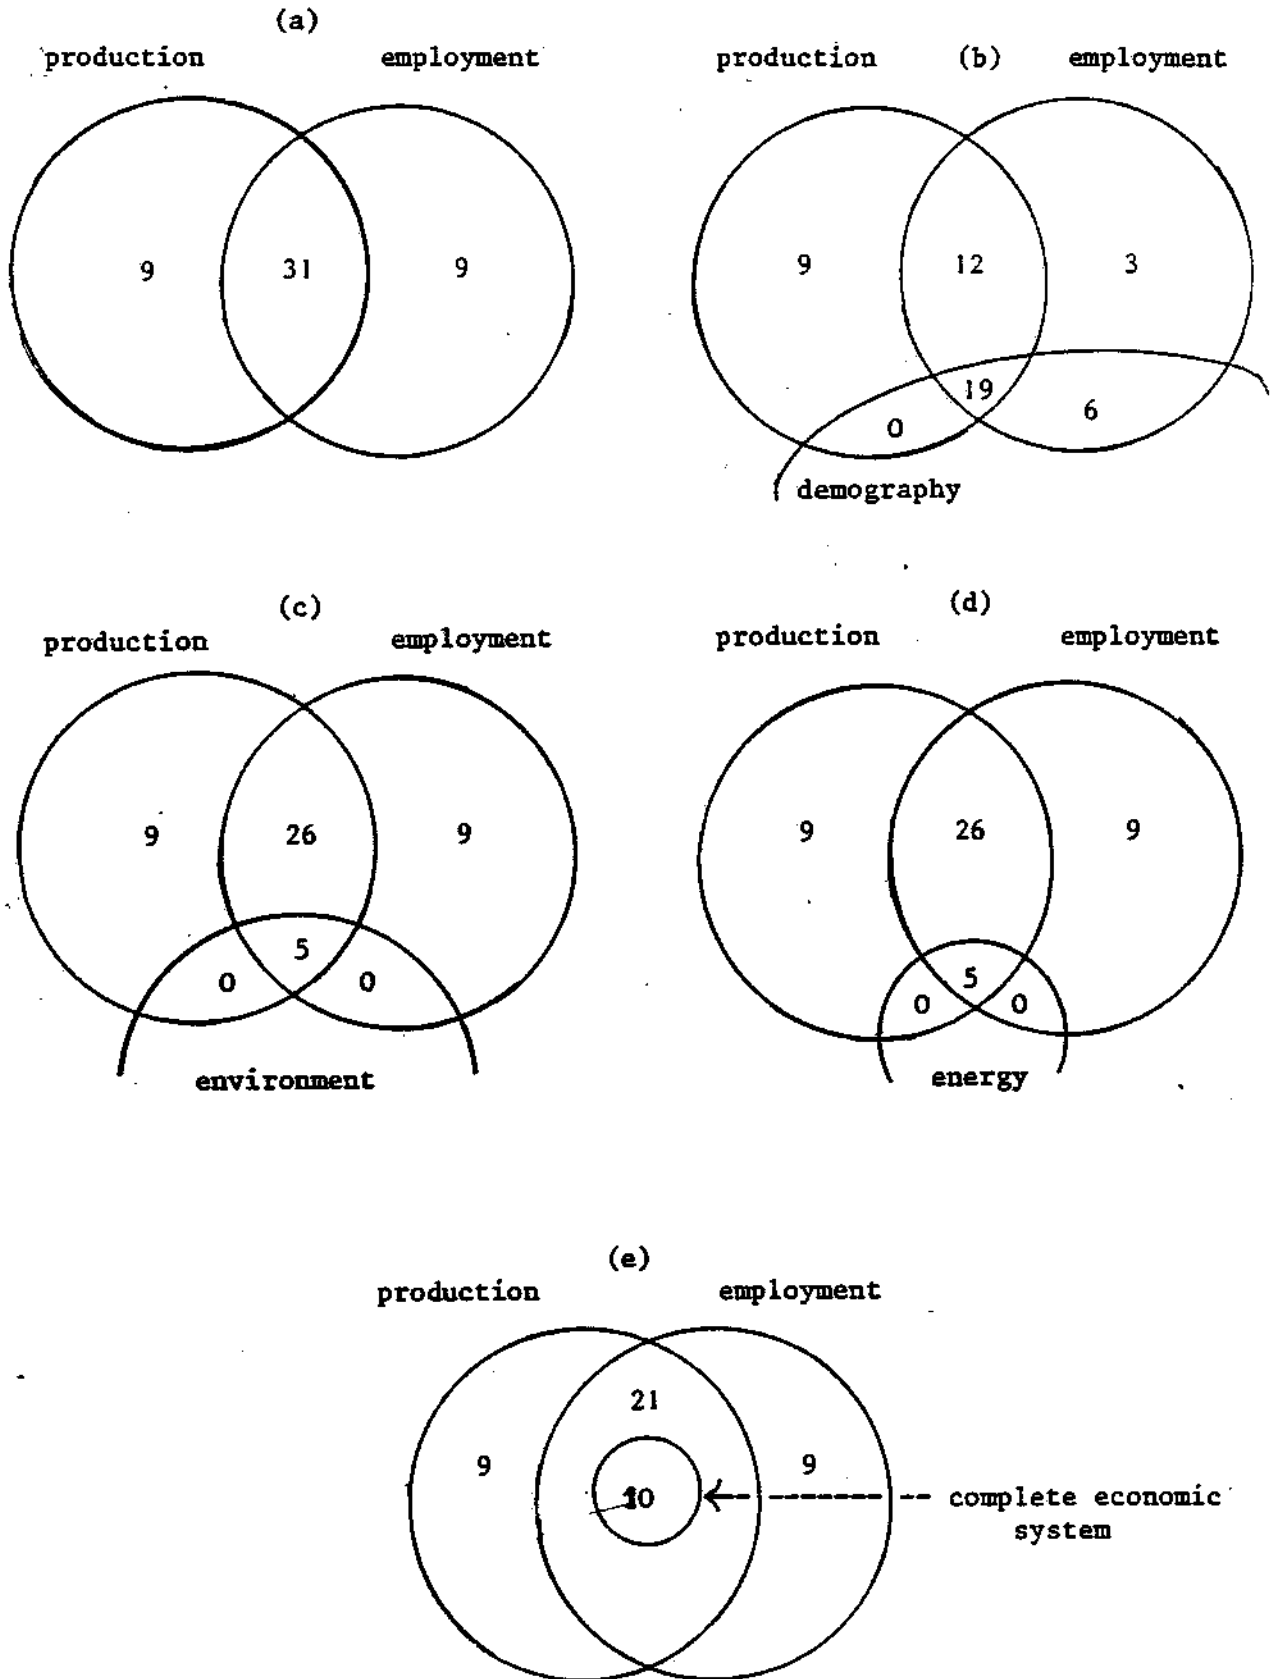 (a)
production employment
9 31 9
production (b) employment
9 12 3
19
0 6
demography
(c)
production employment
9 26 9
5
0 0
environment
(d)
production employment
9 26 9
5
0 0
energy
(e)
production employment
21
9 9
10
complete economic
system